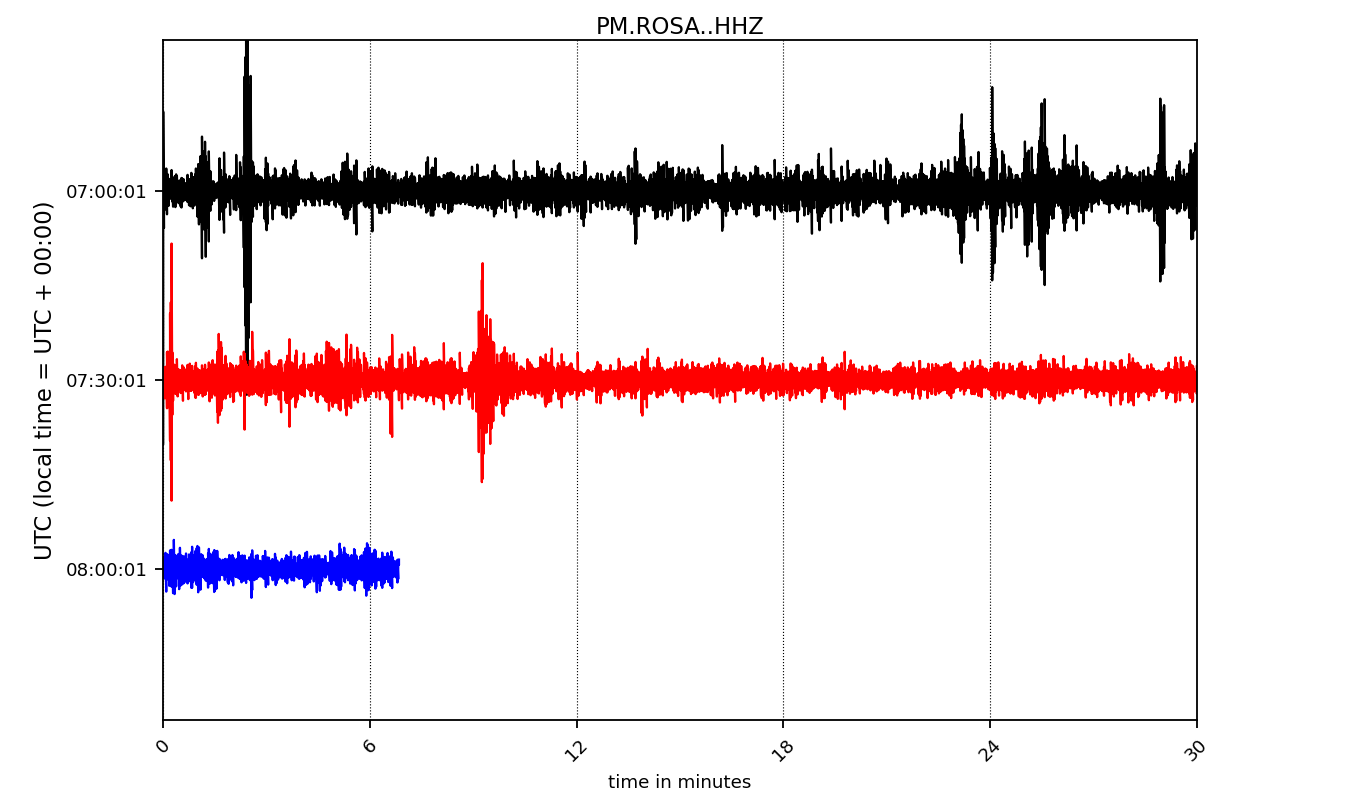 PM.ROSA..HHZ
UTC (local time = UTC + 00:00)
07:00:01
07:30:01
08:00:01
0 6 12 18 24 30
time in minutes